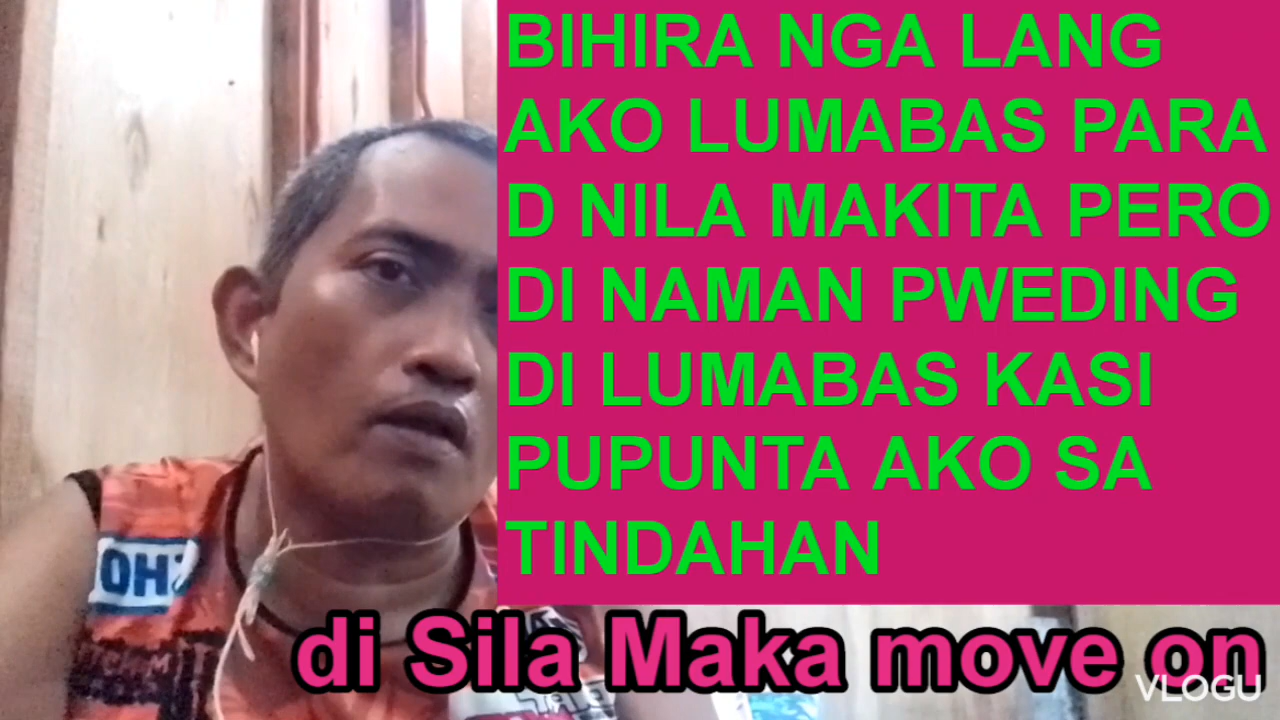 BIHIRA NGA LANG
AKO LUMABAS PARA
D NILA MAKITA PERO
DI NAMAN PWEDING
DI LUMABAS KASI
PUPUNTA AKO SA
TINDAHAN
di Sila Maka move on
VLOGU